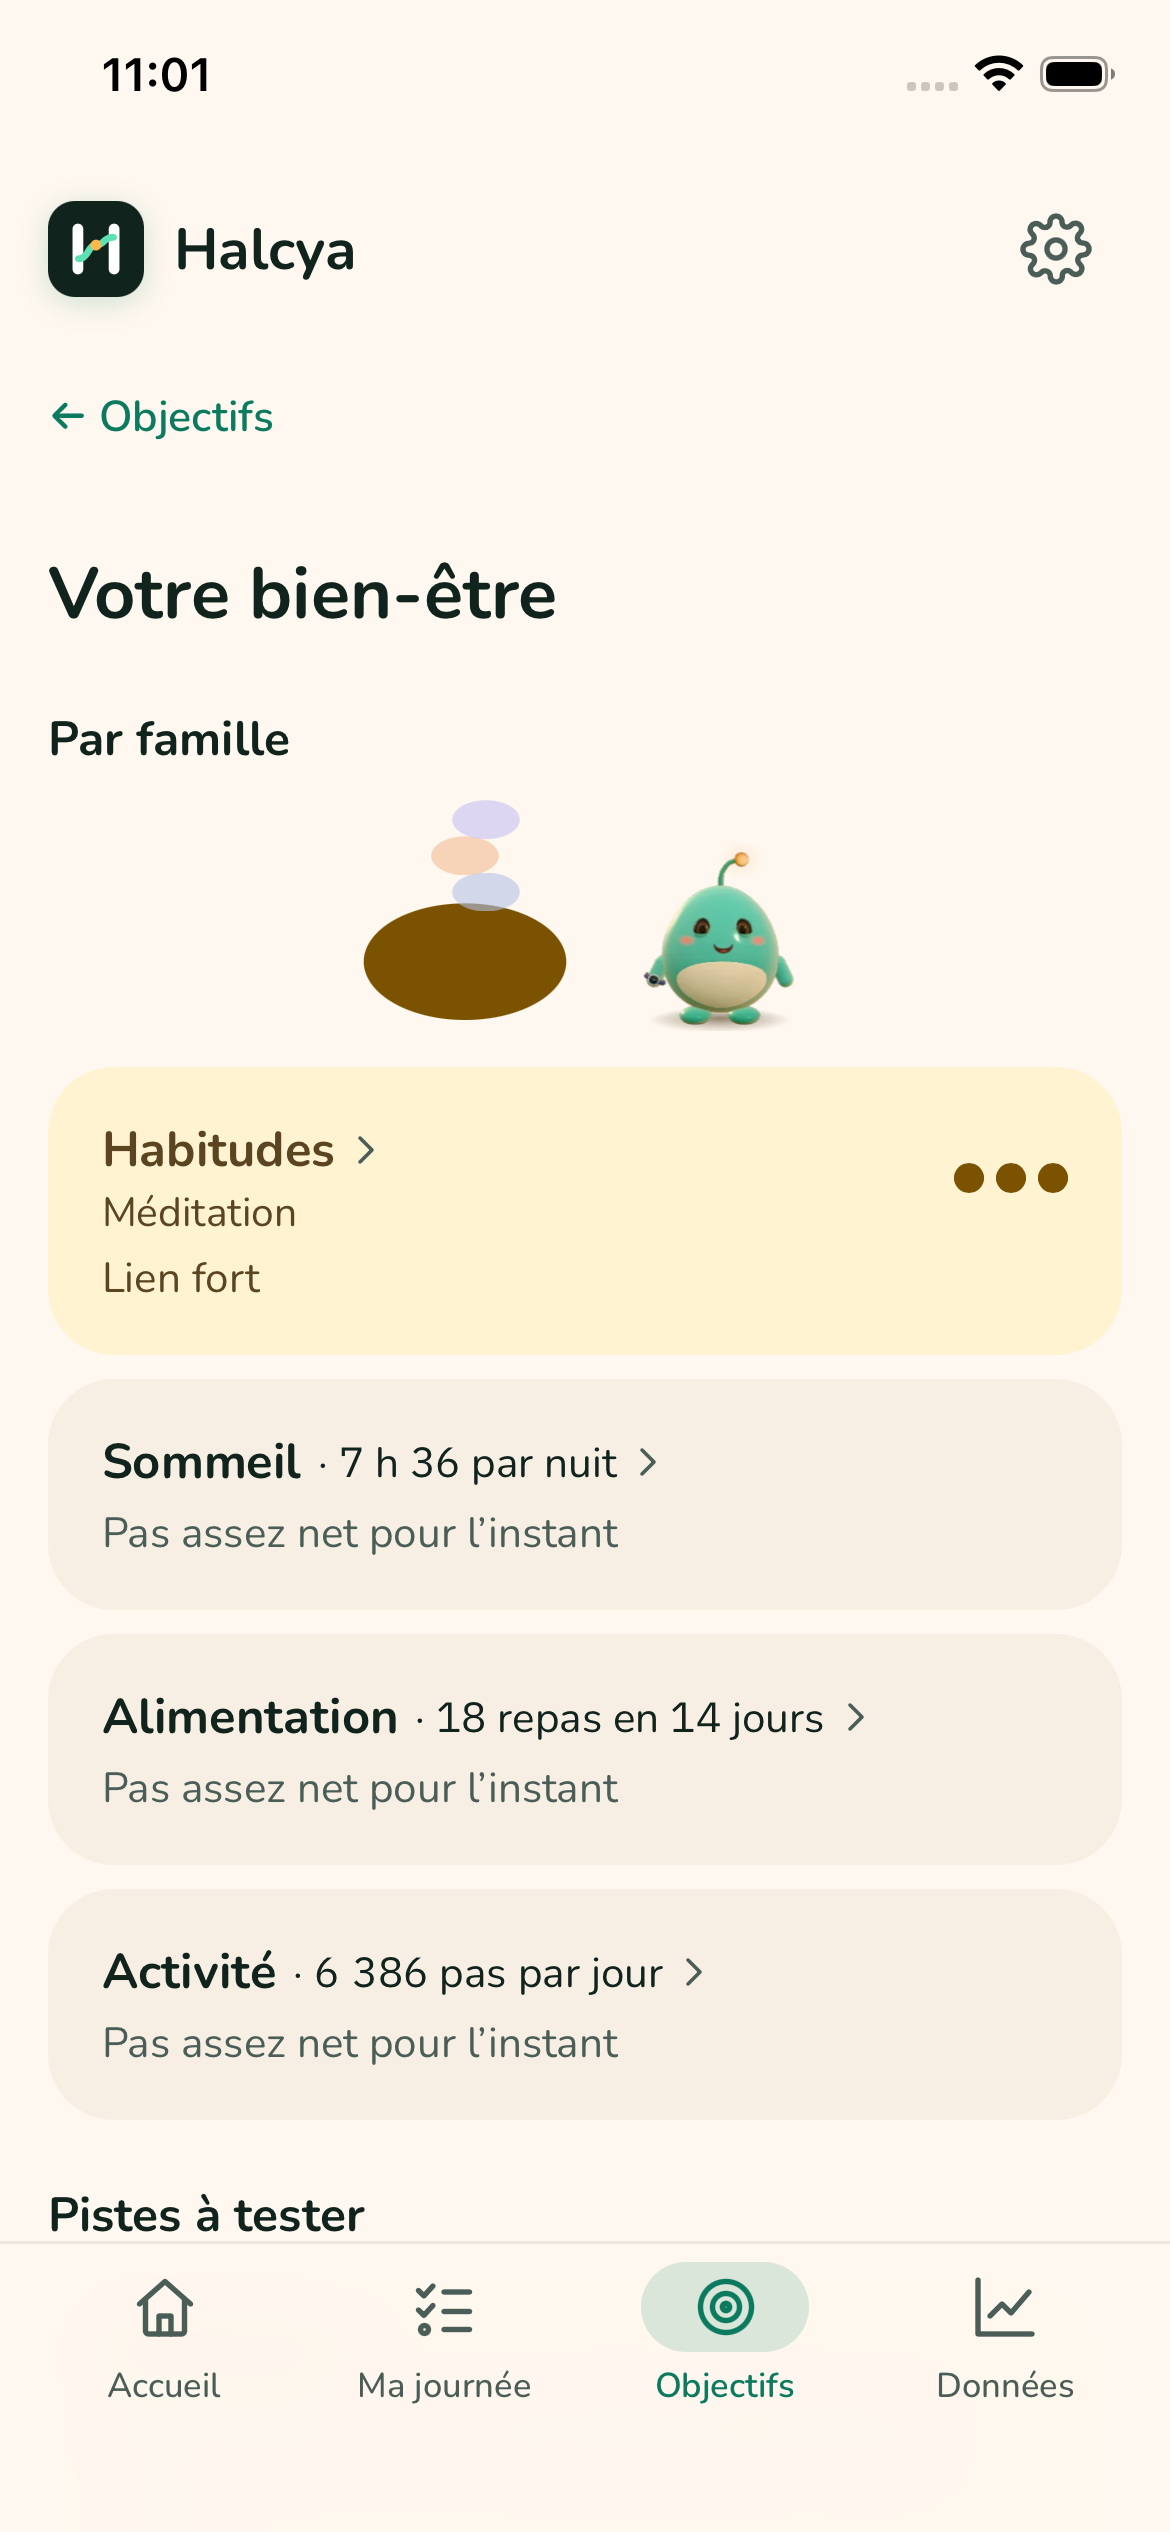 11:01
Halcya
← Objectifs
Votre bien-être
Par famille
Habitudes >
Méditation
Lien fort
Sommeil · 7 h 36 par nuit >
Pas assez net pour l’instant
Alimentation · 18 repas en 14 jours >
Pas assez net pour l’instant
Activité · 6 386 pas par jour >
Pas assez net pour l’instant
Pistes à tester
Accueil
Ma journée
Objectifs
Données